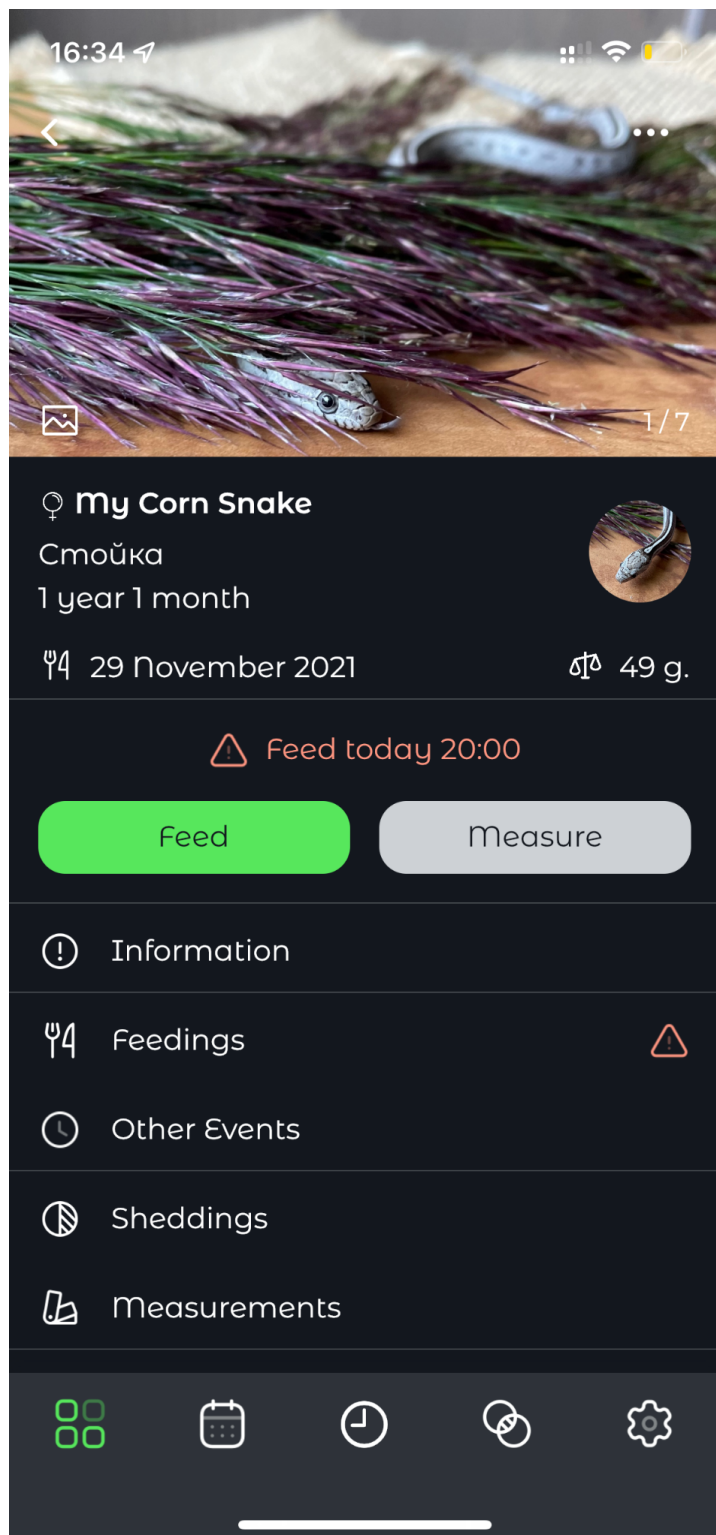 16:34
1/7
My Corn Snake
Стойка
1 year 1 month
29 November 2021
49 g.
Feed today 20:00
Feed
Measure
Information
Feedings
Other Events
Sheddings
Measurements